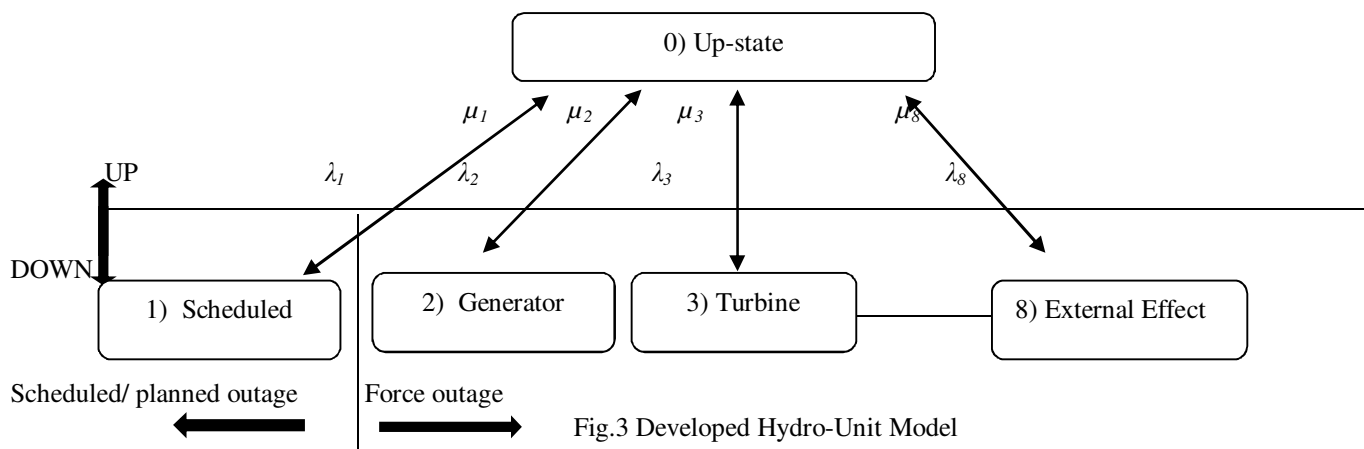 0) Up-state
μ1 μ2 μ3 μ8
UP λ1 λ2 λ3 λ8
DOWN
1) Scheduled 2) Generator 3) Turbine 8) External Effect
Scheduled/ planned outage Force outage
Fig.3 Developed Hydro-Unit Model